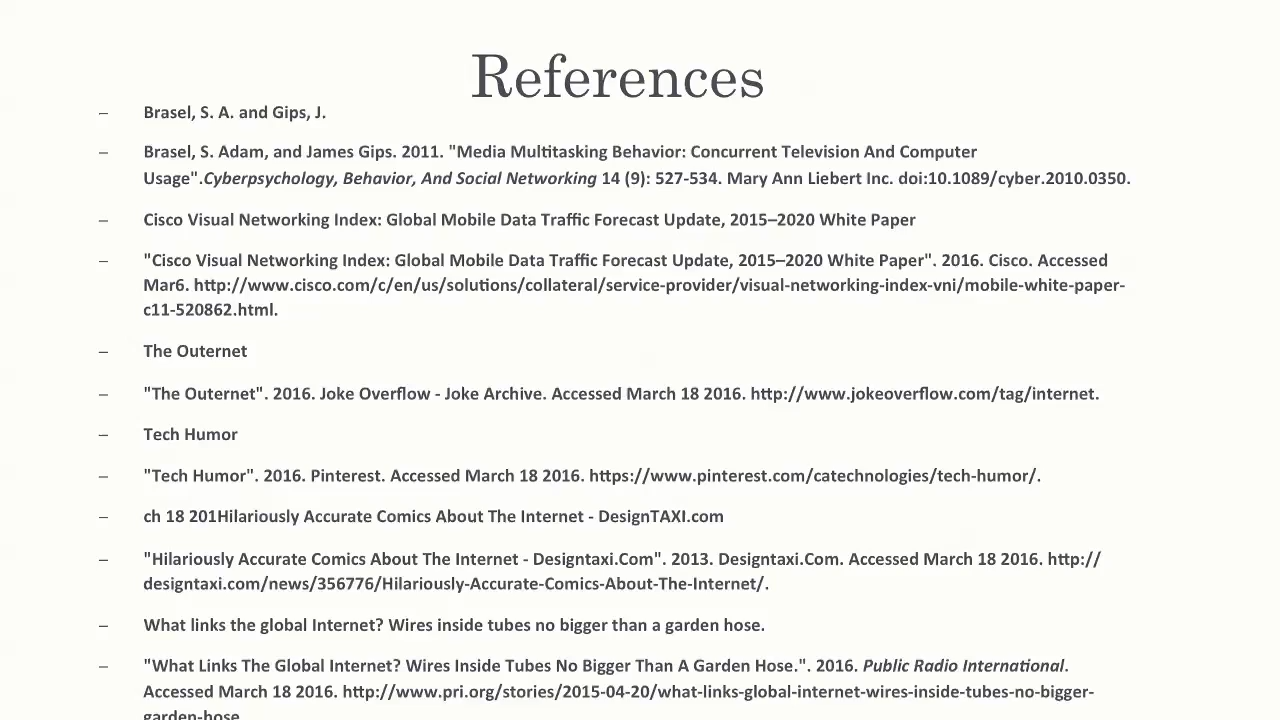 References
– Brasel, S. A. and Gips, J.
– Brasel, S. Adam, and James Gips. 2011. "Media Multitasking Behavior: Concurrent Television And Computer
Usage".Cyberpsychology, Behavior, And Social Networking 14 (9): 527-534. Mary Ann Liebert Inc. doi:10.1089/cyber.2010.0350.
– Cisco Visual Networking Index: Global Mobile Data Traffic Forecast Update, 2015–2020 White Paper
– "Cisco Visual Networking Index: Global Mobile Data Traffic Forecast Update, 2015–2020 White Paper". 2016. Cisco. Accessed
Mar6. http://www.cisco.com/c/en/us/solutions/collateral/service-provider/visual-networking-index-vni/mobile-white-paper-
c11-520862.html.
– The Outernet
– "The Outernet". 2016. Joke Overflow - Joke Archive. Accessed March 18 2016. http://www.jokeoverflow.com/tag/internet.
– Tech Humor
– "Tech Humor". 2016. Pinterest. Accessed March 18 2016. https://www.pinterest.com/catechnologies/tech-humor/.
– ch 18 201Hilariously Accurate Comics About The Internet - DesignTAXI.com
– "Hilariously Accurate Comics About The Internet - Designtaxi.Com". 2013. Designtaxi.Com. Accessed March 18 2016. http://
designtaxi.com/news/356776/Hilariously-Accurate-Comics-About-The-Internet/.
– What links the global Internet? Wires inside tubes no bigger than a garden hose.
– "What Links The Global Internet? Wires Inside Tubes No Bigger Than A Garden Hose.". 2016. Public Radio International.
Accessed March 18 2016. http://www.pri.org/stories/2015-04-20/what-links-global-internet-wires-inside-tubes-no-bigger-
garden-hose.